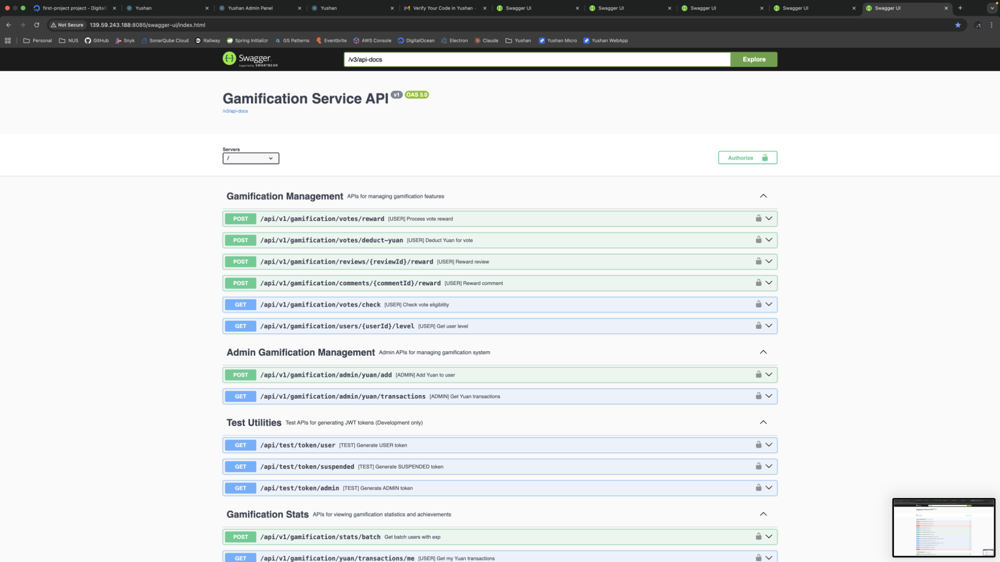 first-project project - DigitalO
Yushan
Yushan Admin Panel
Yushan
Verify Your Code in Yushan -
Swagger UI
Swagger UI
Swagger UI
Swagger UI
Swagger UI
Not Secure
139.59.243.188:8085/swagger-ui/index.html
Personal
NUS
GitHub
Snyk
SonarQube Cloud
Railway
Spring Initializr
GS Patterns
Eventbrite
AWS Console
DigitalOcean
Electron
Claude
Yushan
Yushan Micro
Yushan WebApp
Swagger.
Supported by SMARTBEAR
/v3/api-docs
Explore
Gamification Service API v1 OAS 3.0
/v3/api-docs
Servers
/
Authorize
Gamification Management APIs for managing gamification features
POST /api/v1/gamification/votes/reward [USER] Process vote reward
POST /api/v1/gamification/votes/deduct-yuan [USER] Deduct Yuan for vote
POST /api/v1/gamification/reviews/{reviewId}/reward [USER] Reward review
POST /api/v1/gamification/comments/{commentId}/reward [USER] Reward comment
GET /api/v1/gamification/votes/check [USER] Check vote eligibility
GET /api/v1/gamification/users/{userId}/level [USER] Get user level
Admin Gamification Management Admin APIs for managing gamification system
POST /api/v1/gamification/admin/yuan/add [ADMIN] Add Yuan to user
GET /api/v1/gamification/admin/yuan/transactions [ADMIN] Get Yuan transactions
Test Utilities Test APIs for generating JWT tokens (Development only)
GET /api/test/token/user [TEST] Generate USER token
GET /api/test/token/suspended [TEST] Generate SUSPENDED token
GET /api/test/token/admin [TEST] Generate ADMIN token
Gamification Stats APIs for viewing gamification statistics and achievements
POST /api/v1/gamification/stats/batch Get batch users with exp
GET /api/v1/gamification/yuan/transactions/me [USER] Get my Yuan transactions